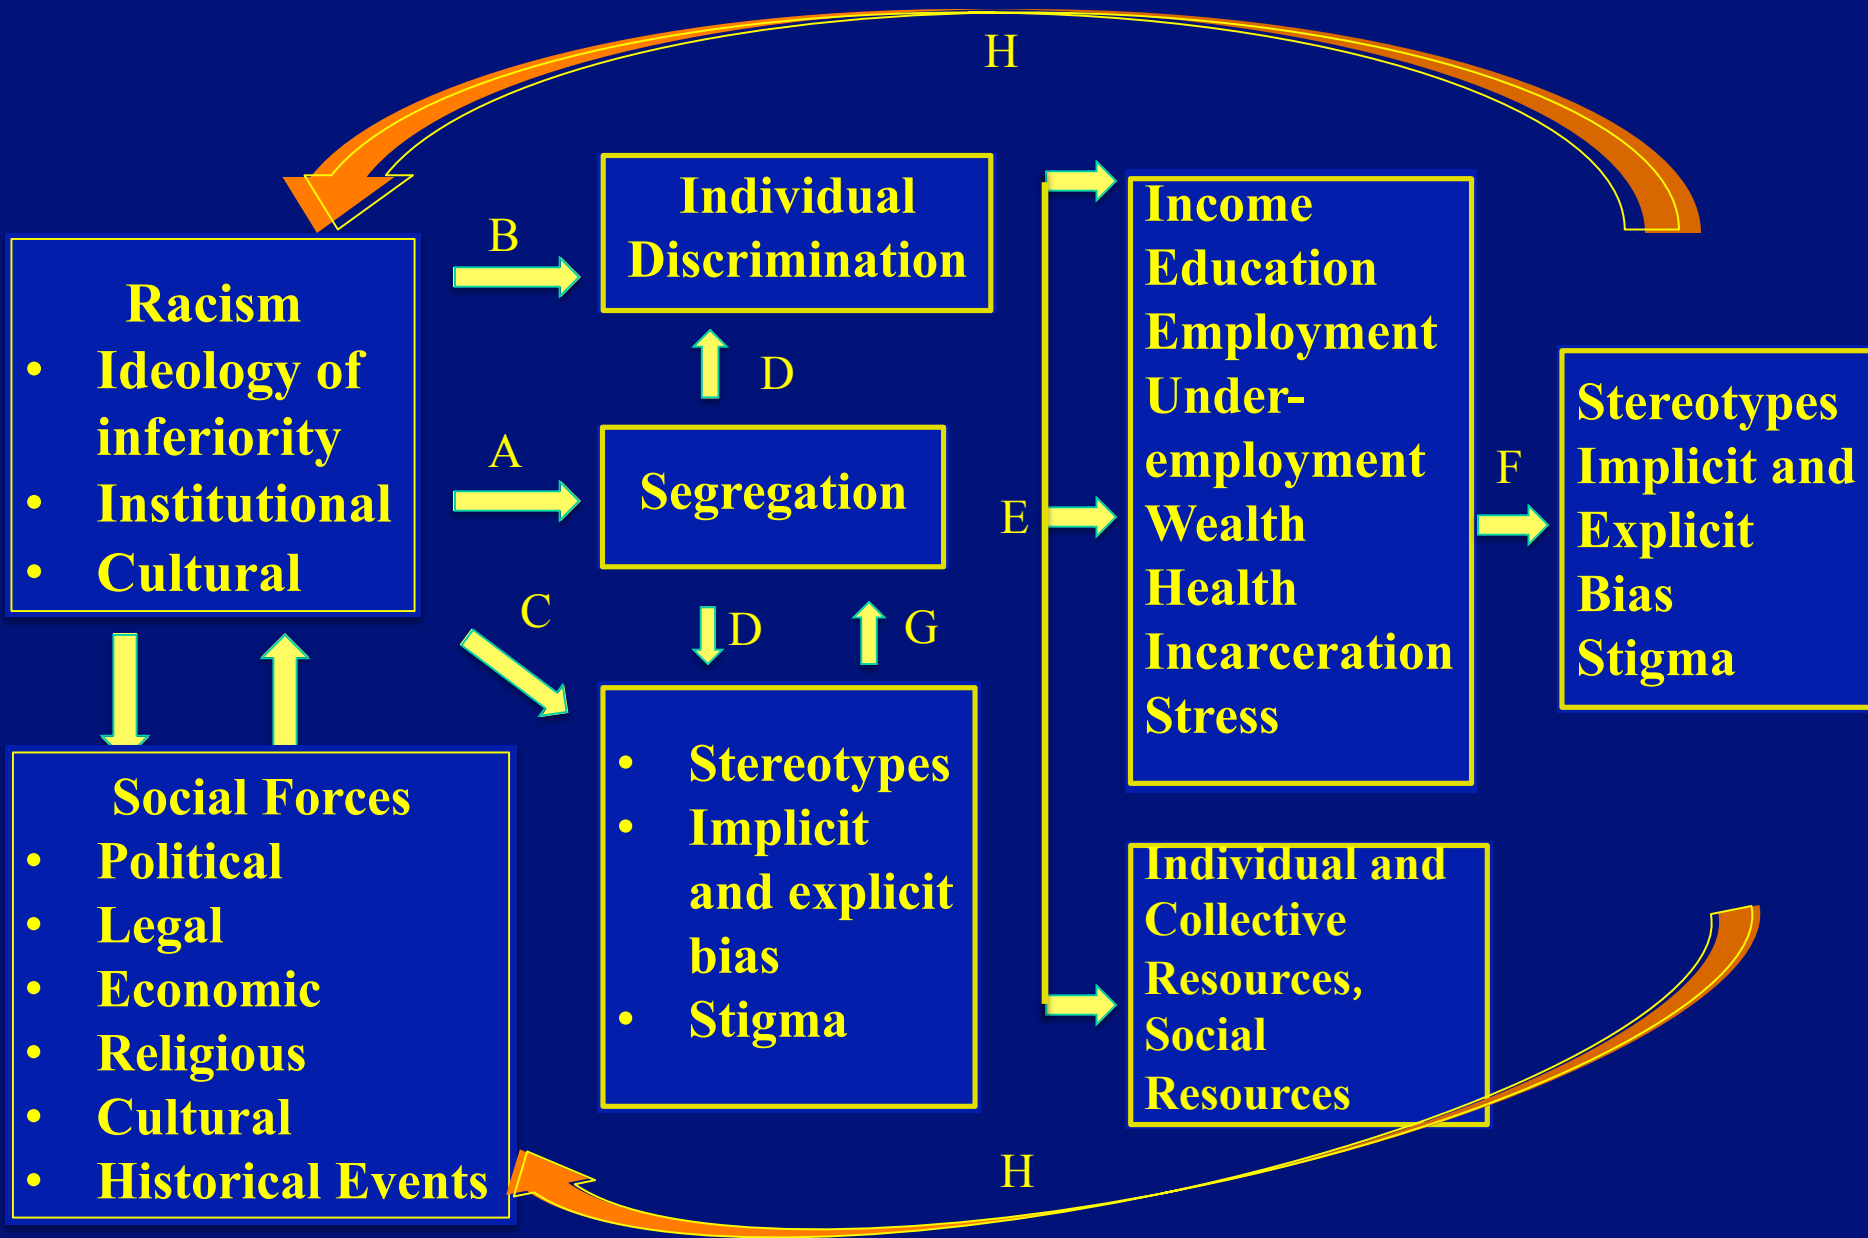 H
Racism
• Ideology of
inferiority
• Institutional
• Cultural
Social Forces
• Political
• Legal
• Economic
• Religious
• Cultural
• Historical Events
B
A
C
Individual
Discrimination
D
Segregation
D
G
• Stereotypes
• Implicit
and explicit
bias
• Stigma
E
Income
Education
Employment
Under-
employment
Wealth
Health
Incarceration
Stress
Individual and
Collective
Resources,
Social
Resources
F
Stereotypes
Implicit and
Explicit
Bias
Stigma
H